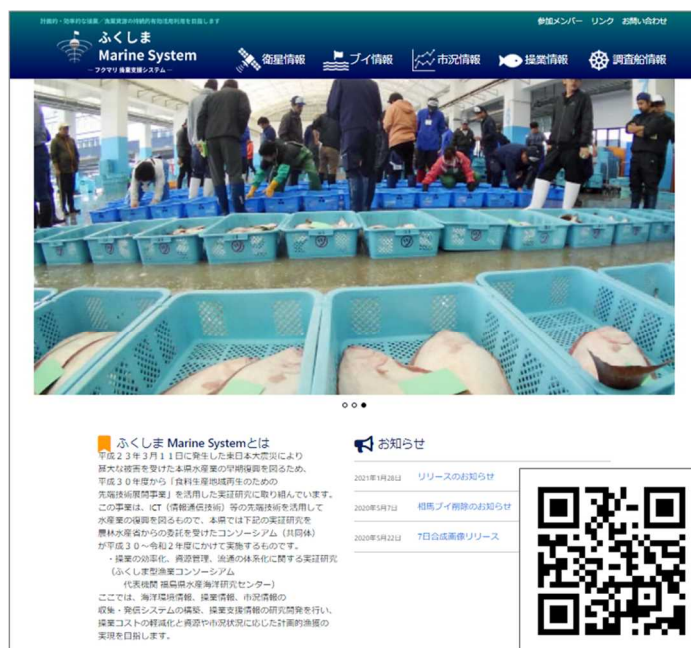 計画的・効率的な操業／漁業資源の持続的有効活用利用を目指します
参加メンバー リンク お問い合わせ
ふくしま
Marine System
― フクマリ 操業支援システム ―
衛星情報 ブイ情報 市況情報 操業情報 調査船情報
ふくしま Marine Systemとは
平成２３年３月１１日に発生した東日本大震災により
甚大な被害を受けた本県水産業の早期復興を図るため、
平成３０年度から「食料生産地域再生のための
先端技術展開事業」を活用した実証研究に取り組んでいます。
この事業は、ICT（情報通信技術）等の先端技術を活用して
水産業の復興を図るもので、本県では下記の実証研究を
農林水産省からの委託を受けたコンソーシアム（共同体）
が平成３０～令和２年度にかけて実施するものです。
・操業の効率化、資源管理、流通の体系化に関する実証研究
（ふくしま型漁業コンソーシアム
代表機関 福島県水産海洋研究センター）
ここでは、海洋環境情報、操業情報、市況情報の
収集・発信システムの構築、操業支援情報の研究開発を行い、
操業コストの軽減化と資源や市況状況に応じた計画的漁獲の
実現を目指します。
お知らせ
2021年1月28日 リリースのお知らせ
2020年5月7日 相馬ブイ削除のお知らせ
2020年5月22日 7日合成画像リリース